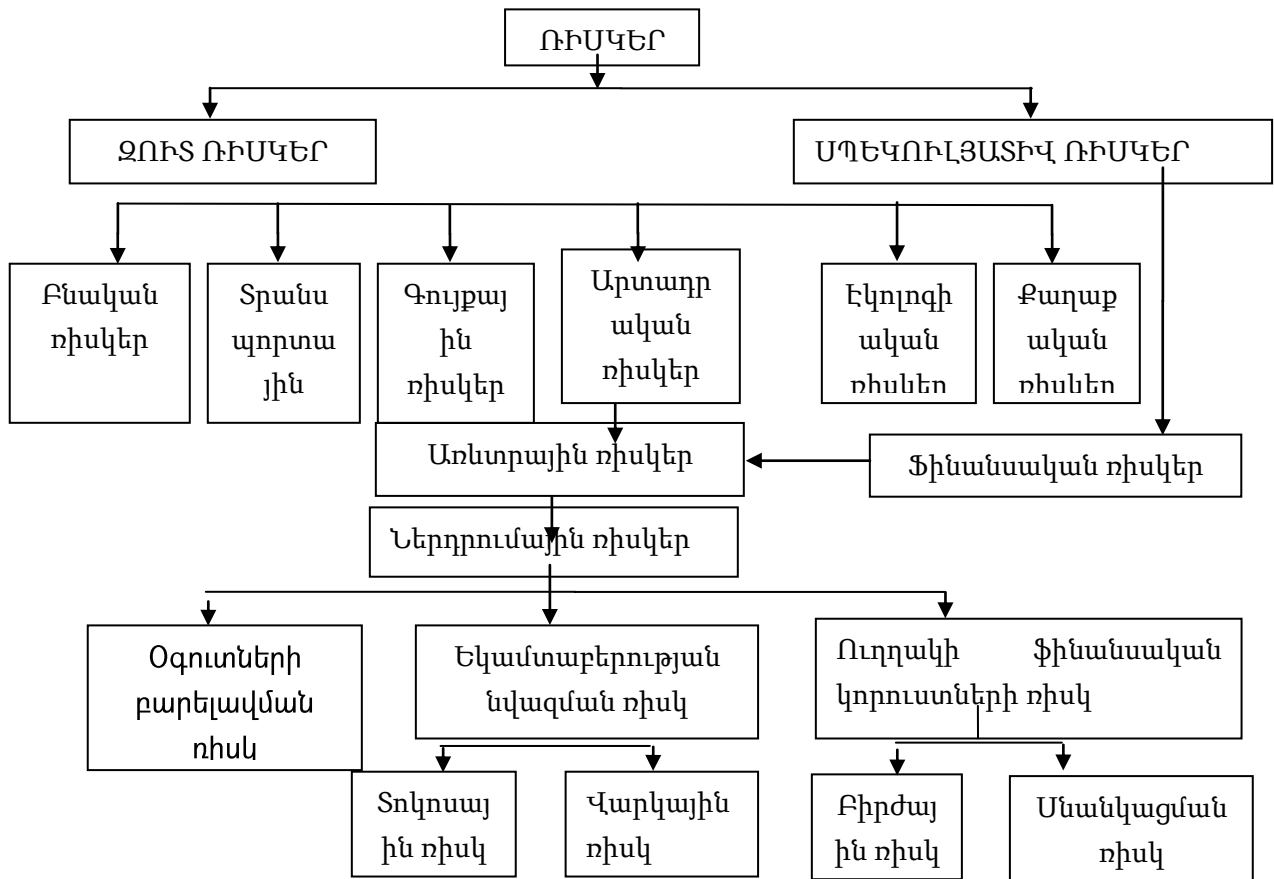 ՌԻՍԿԵՐ
ԶՈՒՏ ՌԻՍԿԵՐ
ՍՊԵԿՈՒԼՅԱՏԻՎ ՌԻՍԿԵՐ
Բնական
ռիսկեր
Տրանս
պորտա
յին
Գույքայ
ին
ռիսկեր
Արտադր
ական
ռիսկեր
Էկոլոգի
ական
ռիսկեր
Քաղաք
ական
ռիսկեր
Առևտրային ռիսկեր
Ֆինանսական ռիսկեր
Ներդրումային ռիսկեր
Օգուտների
բարելավման
ռիսկ
Եկամտաբերության
նվազման ռիսկ
Ուղղակի ֆինանսական
կորուստների ռիսկ
Տոկոսայ
ին ռիսկ
Վարկային
ռիսկ
Բիրժայ
ին ռիսկ
Սնանկացման
ռիսկ